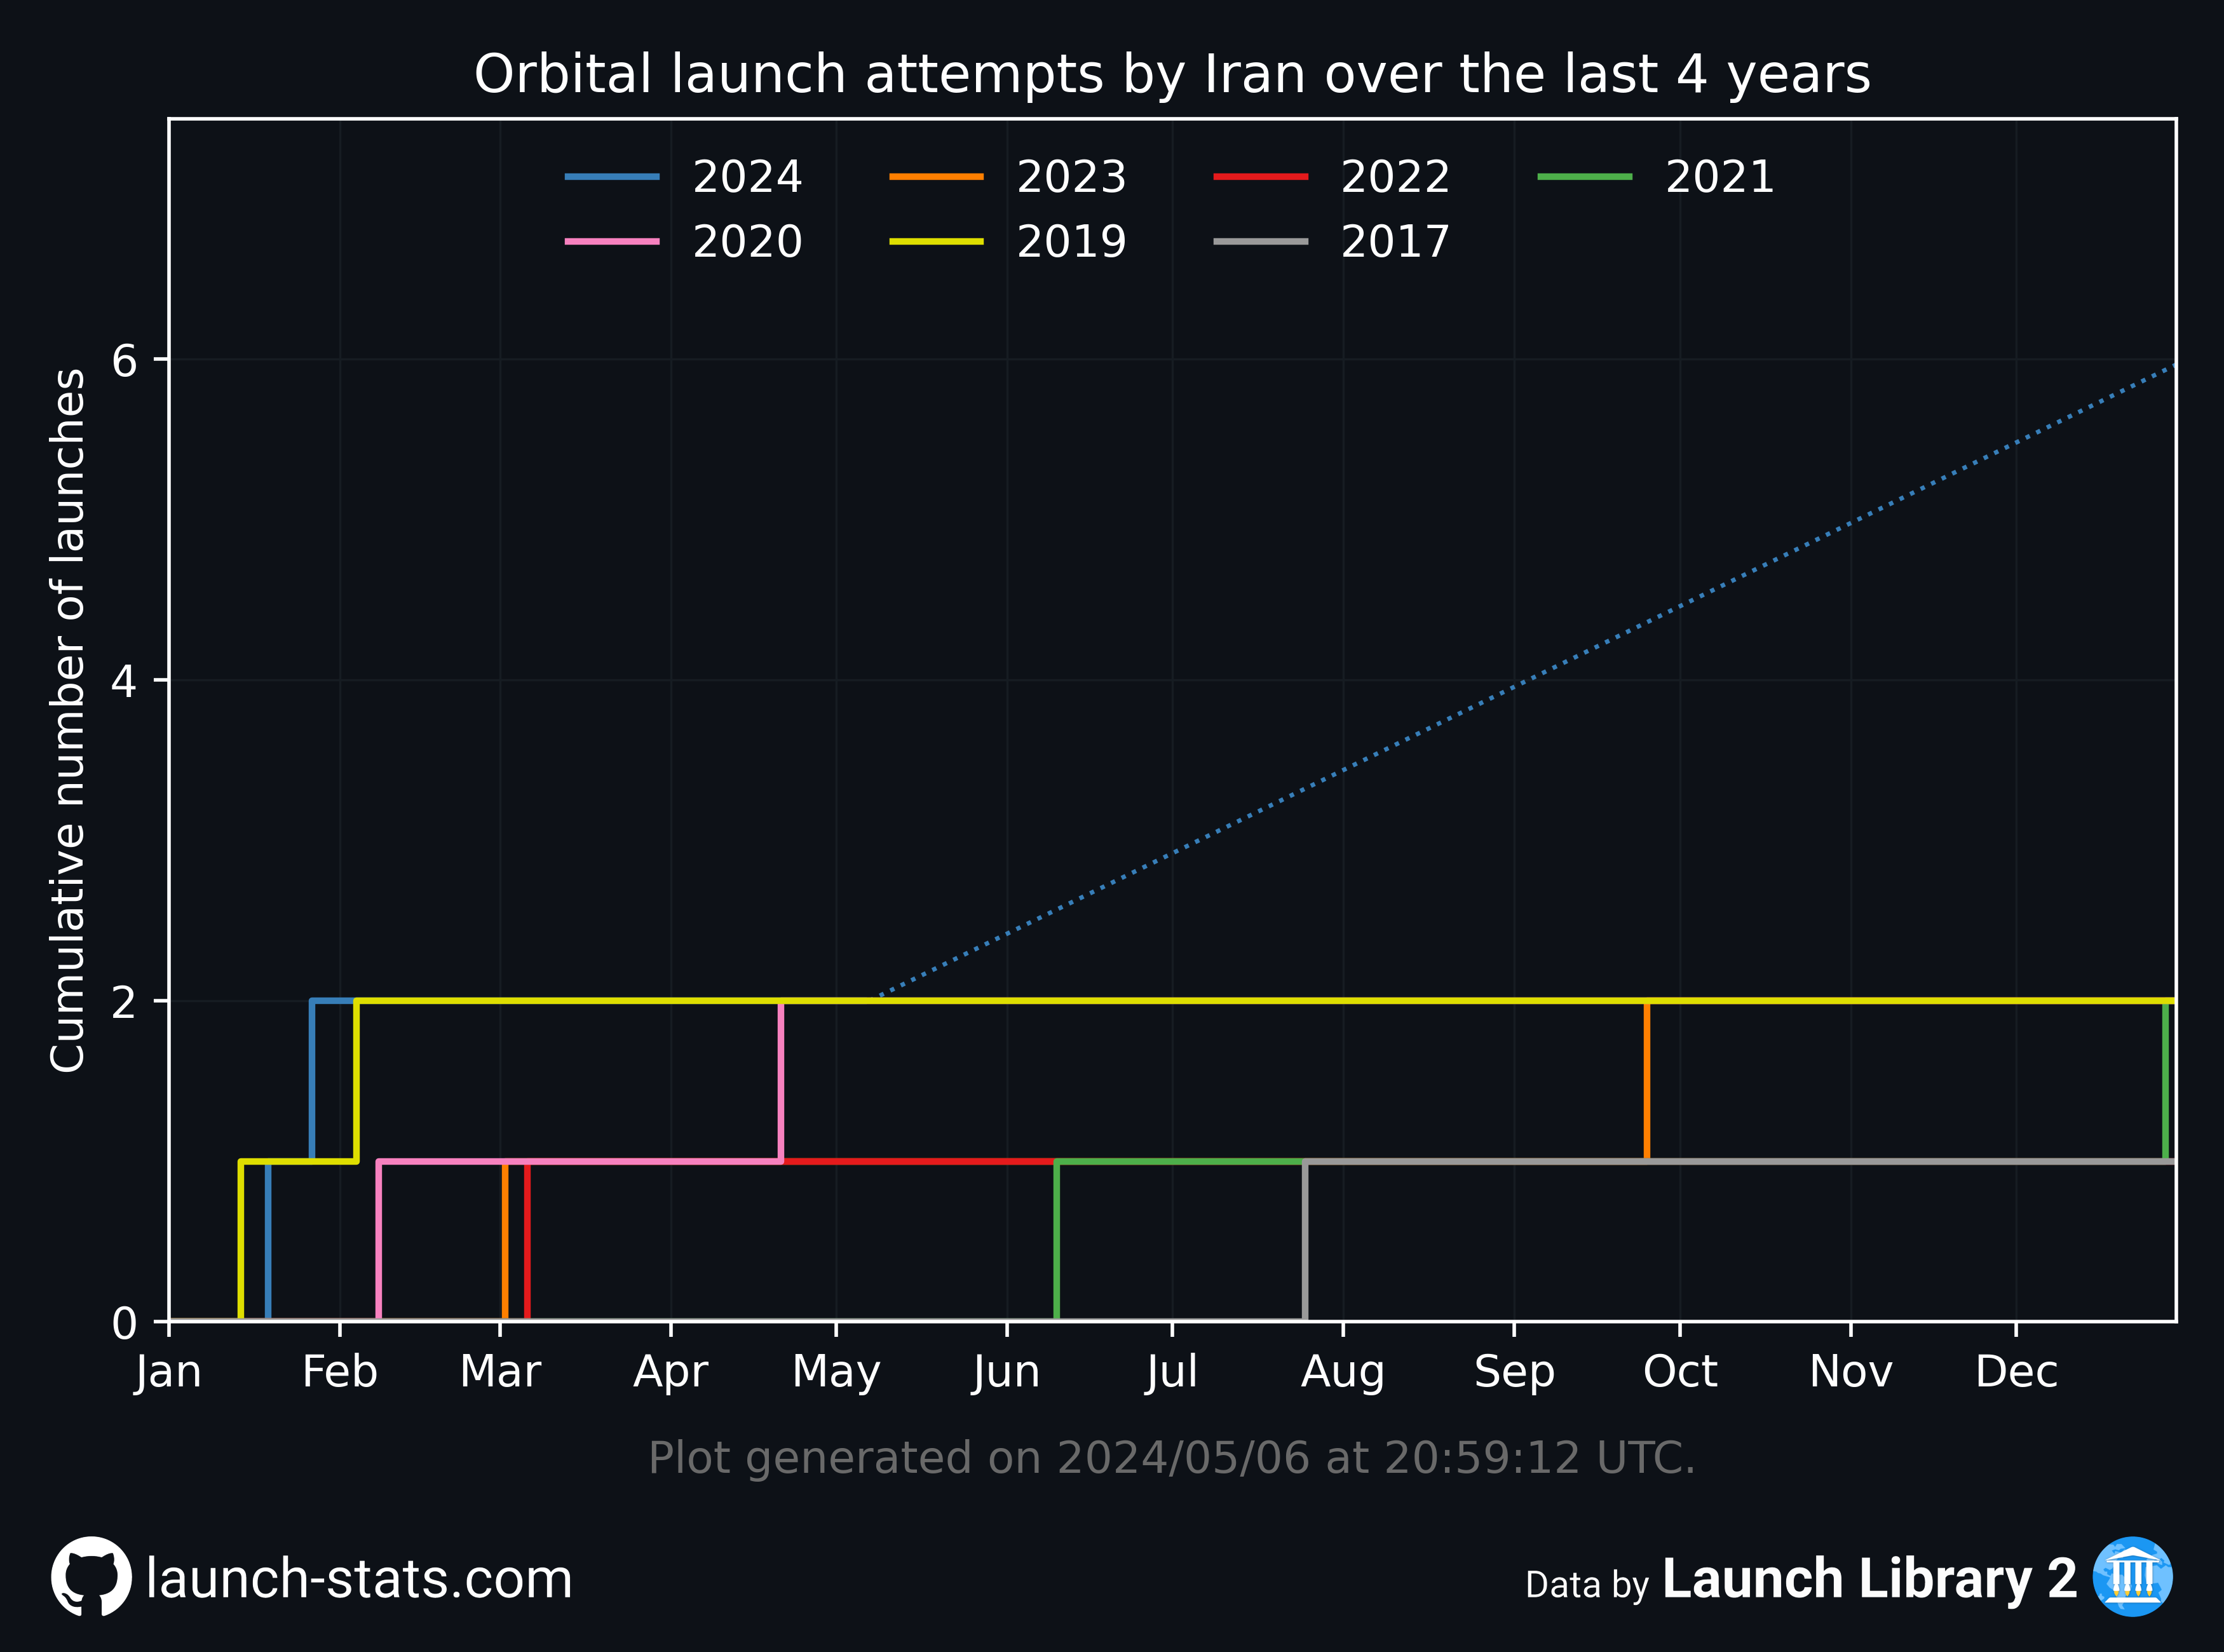 Orbital launch attempts by Iran over the last 4 years
2024 2023 2022 2021
2020 2019 2017
Cumulative number of launches
6
4
2
0
Jan Feb Mar Apr May Jun Jul Aug Sep Oct Nov Dec
Plot generated on 2024/05/06 at 20:59:12 UTC.
launch-stats.com
Data by Launch Library 2